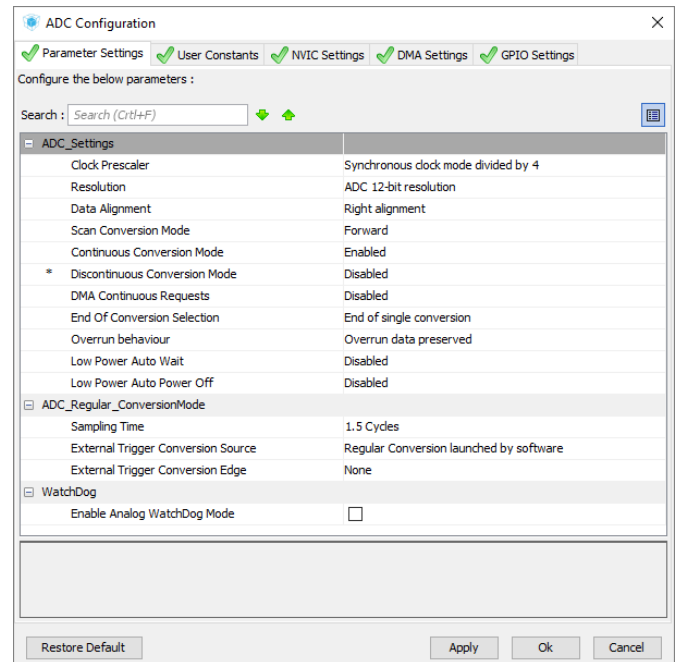 ADC Configuration
Parameter Settings User Constants NVIC Settings DMA Settings GPIO Settings
Configure the below parameters :
Search : Search (Crtl+F)
ADC_Settings
Clock Prescaler Synchronous clock mode divided by 4
Resolution ADC 12-bit resolution
Data Alignment Right alignment
Scan Conversion Mode Forward
Continuous Conversion Mode Enabled
* Discontinuous Conversion Mode Disabled
DMA Continuous Requests Disabled
End Of Conversion Selection End of single conversion
Overrun behaviour Overrun data preserved
Low Power Auto Wait Disabled
Low Power Auto Power Off Disabled
ADC_Regular_ConversionMode
Sampling Time 1.5 Cycles
External Trigger Conversion Source Regular Conversion launched by software
External Trigger Conversion Edge None
WatchDog
Enable Analog WatchDog Mode
Restore Default Apply Ok Cancel